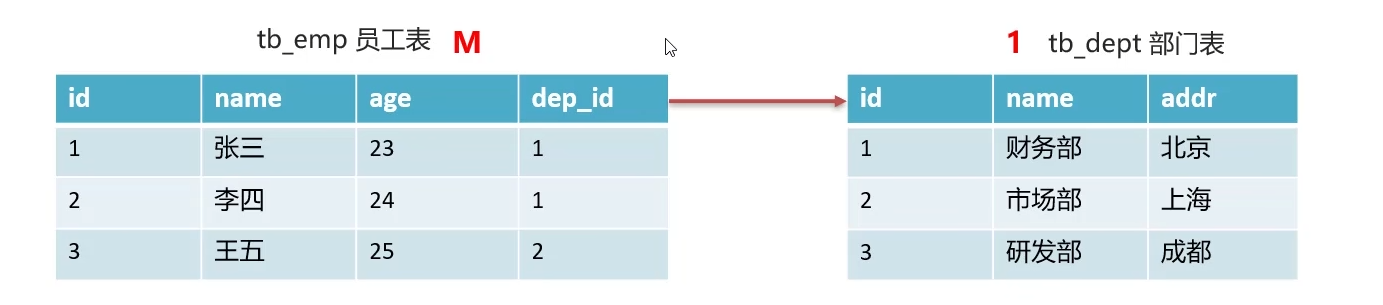 tb_emp 员工表 M
1 tb_dept 部门表
id name age dep_id
1 张三 23 1
2 李四 24 1
3 王五 25 2
id name addr
1 财务部 北京
2 市场部 上海
3 研发部 成都